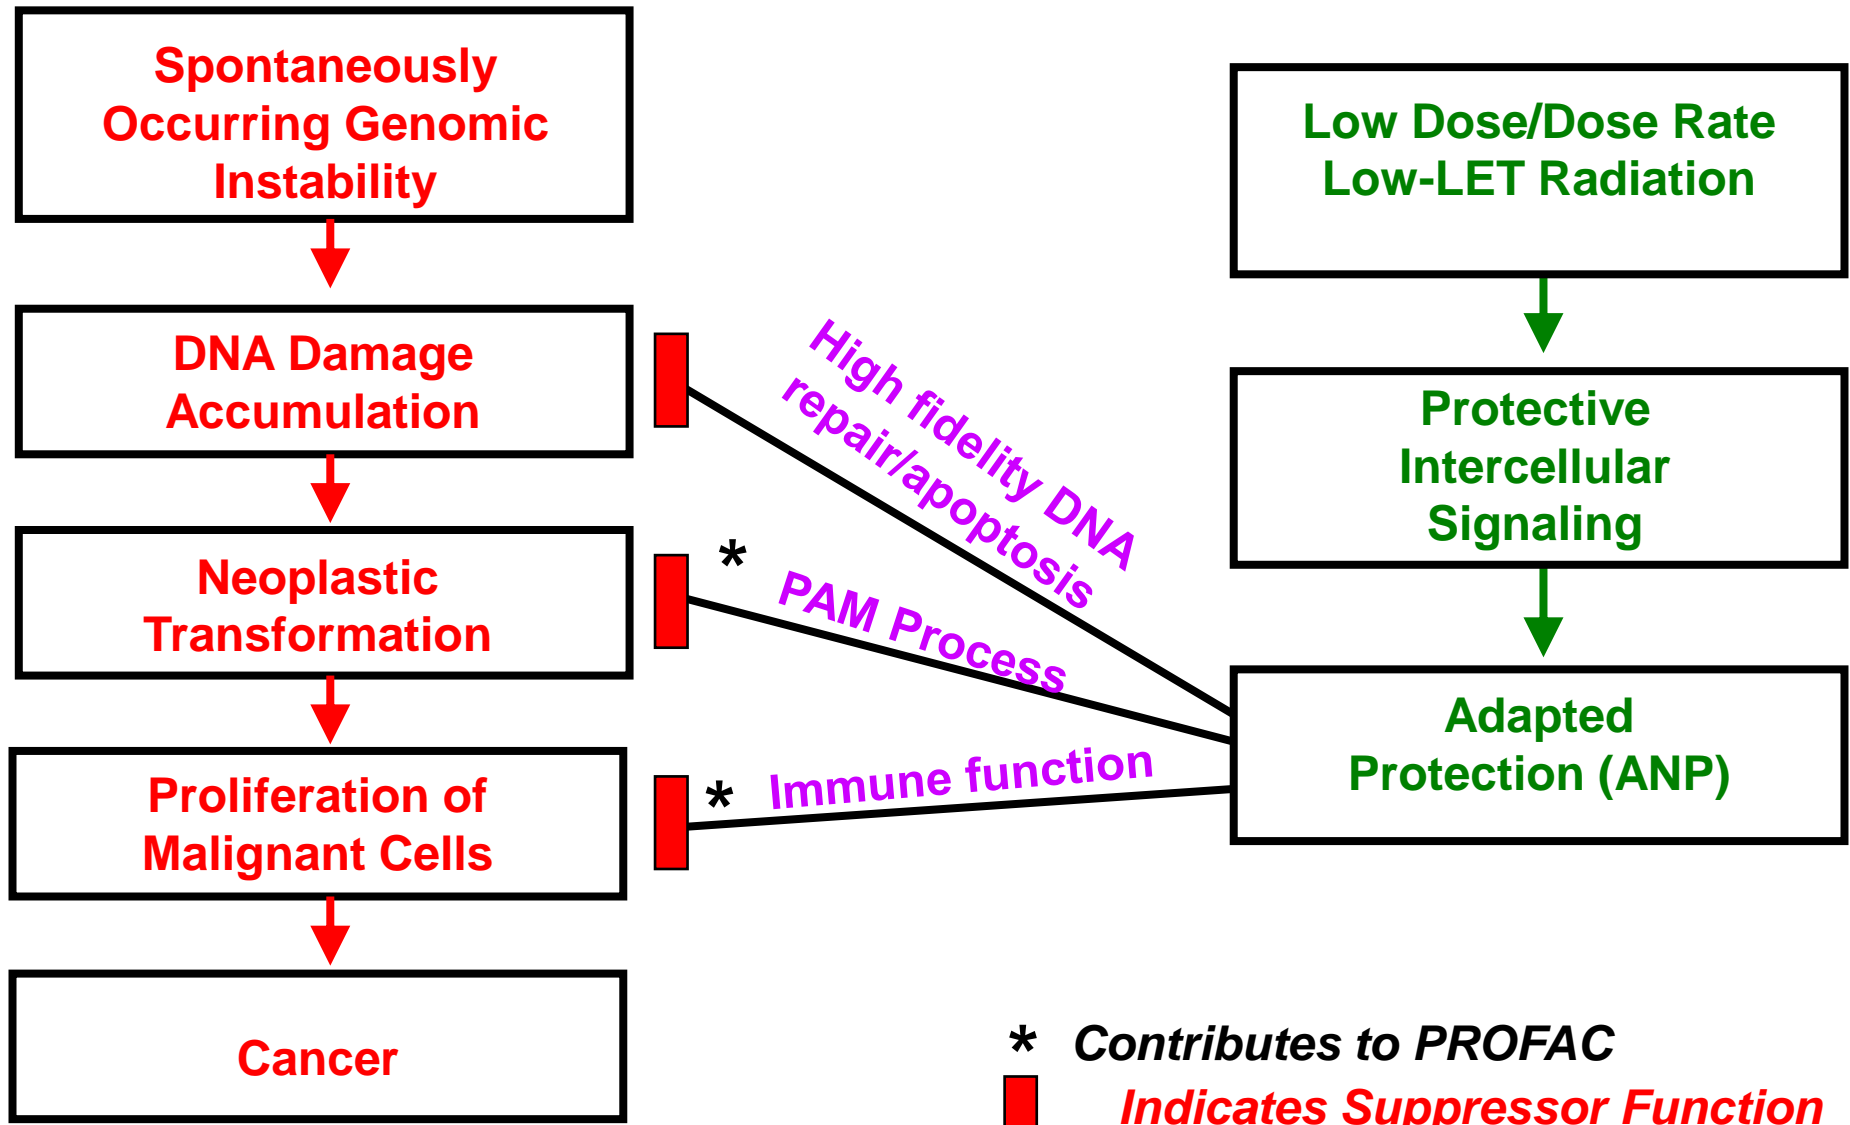 Spontaneously
Occurring Genomic
Instability
DNA Damage
Accumulation
Neoplastic
Transformation
Proliferation of
Malignant Cells
Cancer
High fidelity DNA
repair/apoptosis
* PAM Process
* Immune function
Low Dose/Dose Rate
Low-LET Radiation
Protective
Intercellular
Signaling
Adapted
Protection (ANP)
* Contributes to PROFAC
Indicates Suppressor Function